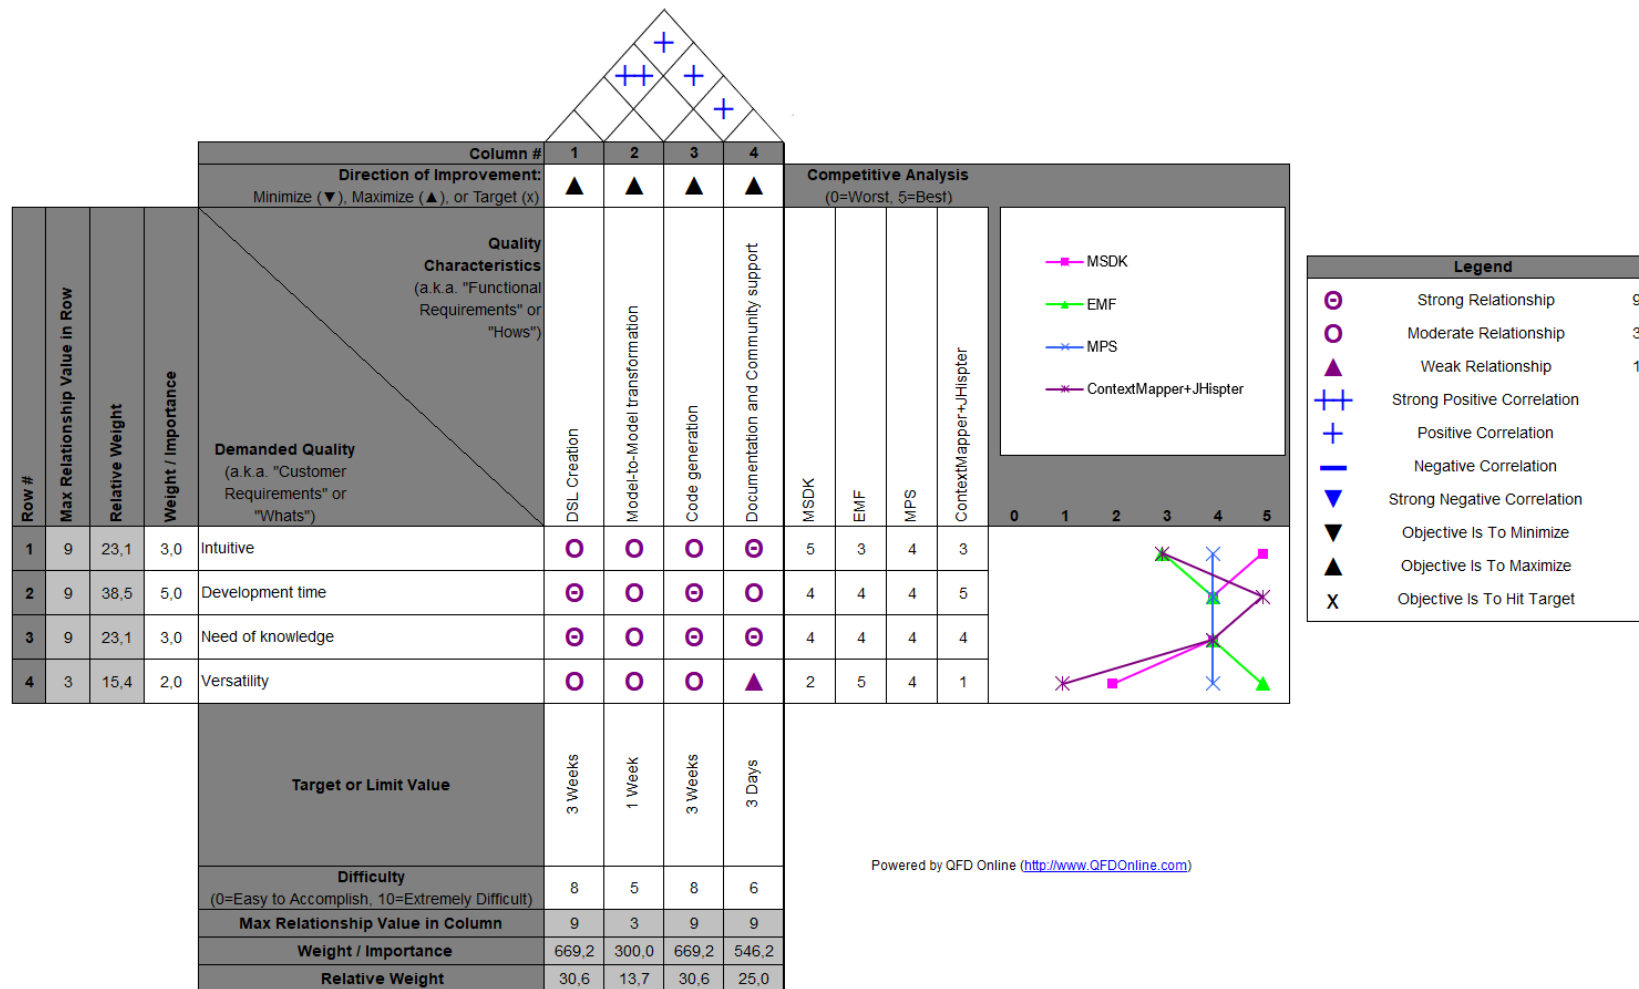 Column # 1 2 3 4
Direction of Improvement:
Minimize (▼), Maximize (▲), or Target (x) ▲ ▲ ▲ ▲
Competitive Analysis
(0=Worst, 5=Best)
Row #
Max Relationship Value in Row
Relative Weight
Weight / Importance
Quality
Characteristics
(a.k.a. "Functional
Requirements" or
"Hows")
Demanded Quality
(a.k.a. "Customer
Requirements" or
"Whats")
DSL Creation
Model-to-Model transformation
Code generation
Documentation and Community support
MSDK
EMF
MPS
ContextMapper+JHIspter
MSDK
EMF
MPS
ContextMapper+JHIspter
0 1 2 3 4 5
1 9 23,1 3,0 Intuitive O O O Θ 5 3 4 3
2 9 38,5 5,0 Development time Θ O Θ O 4 4 4 5
3 9 23,1 3,0 Need of knowledge Θ O Θ Θ 4 4 4 4
4 3 15,4 2,0 Versatility O O O ▲ 2 5 4 1
Target or Limit Value
3 Weeks
1 Week
3 Weeks
3 Days
Difficulty
(0=Easy to Accomplish, 10=Extremely Difficult) 8 5 8 6
Max Relationship Value in Column 9 3 9 9
Weight / Importance 669,2 300,0 669,2 546,2
Relative Weight 30,6 13,7 30,6 25,0
Legend
Θ Strong Relationship 9
O Moderate Relationship 3
▲ Weak Relationship 1
++ Strong Positive Correlation
+ Positive Correlation
Negative Correlation
▼ Strong Negative Correlation
▼ Objective Is To Minimize
▲ Objective Is To Maximize
x Objective Is To Hit Target
Powered by QFD Online (http://www.QFDOnline.com)